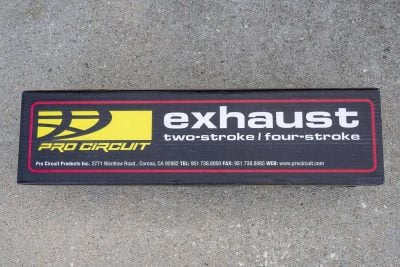 PRO CIRCUIT
exhaust
two-stroke / four-stroke
Pro Circuit Products Inc. 2771 Wardlow Road., Corona, CA 92882 TEL: 951 738.8050 FAX: 951 738.8085 WEB: www.procircuit.com